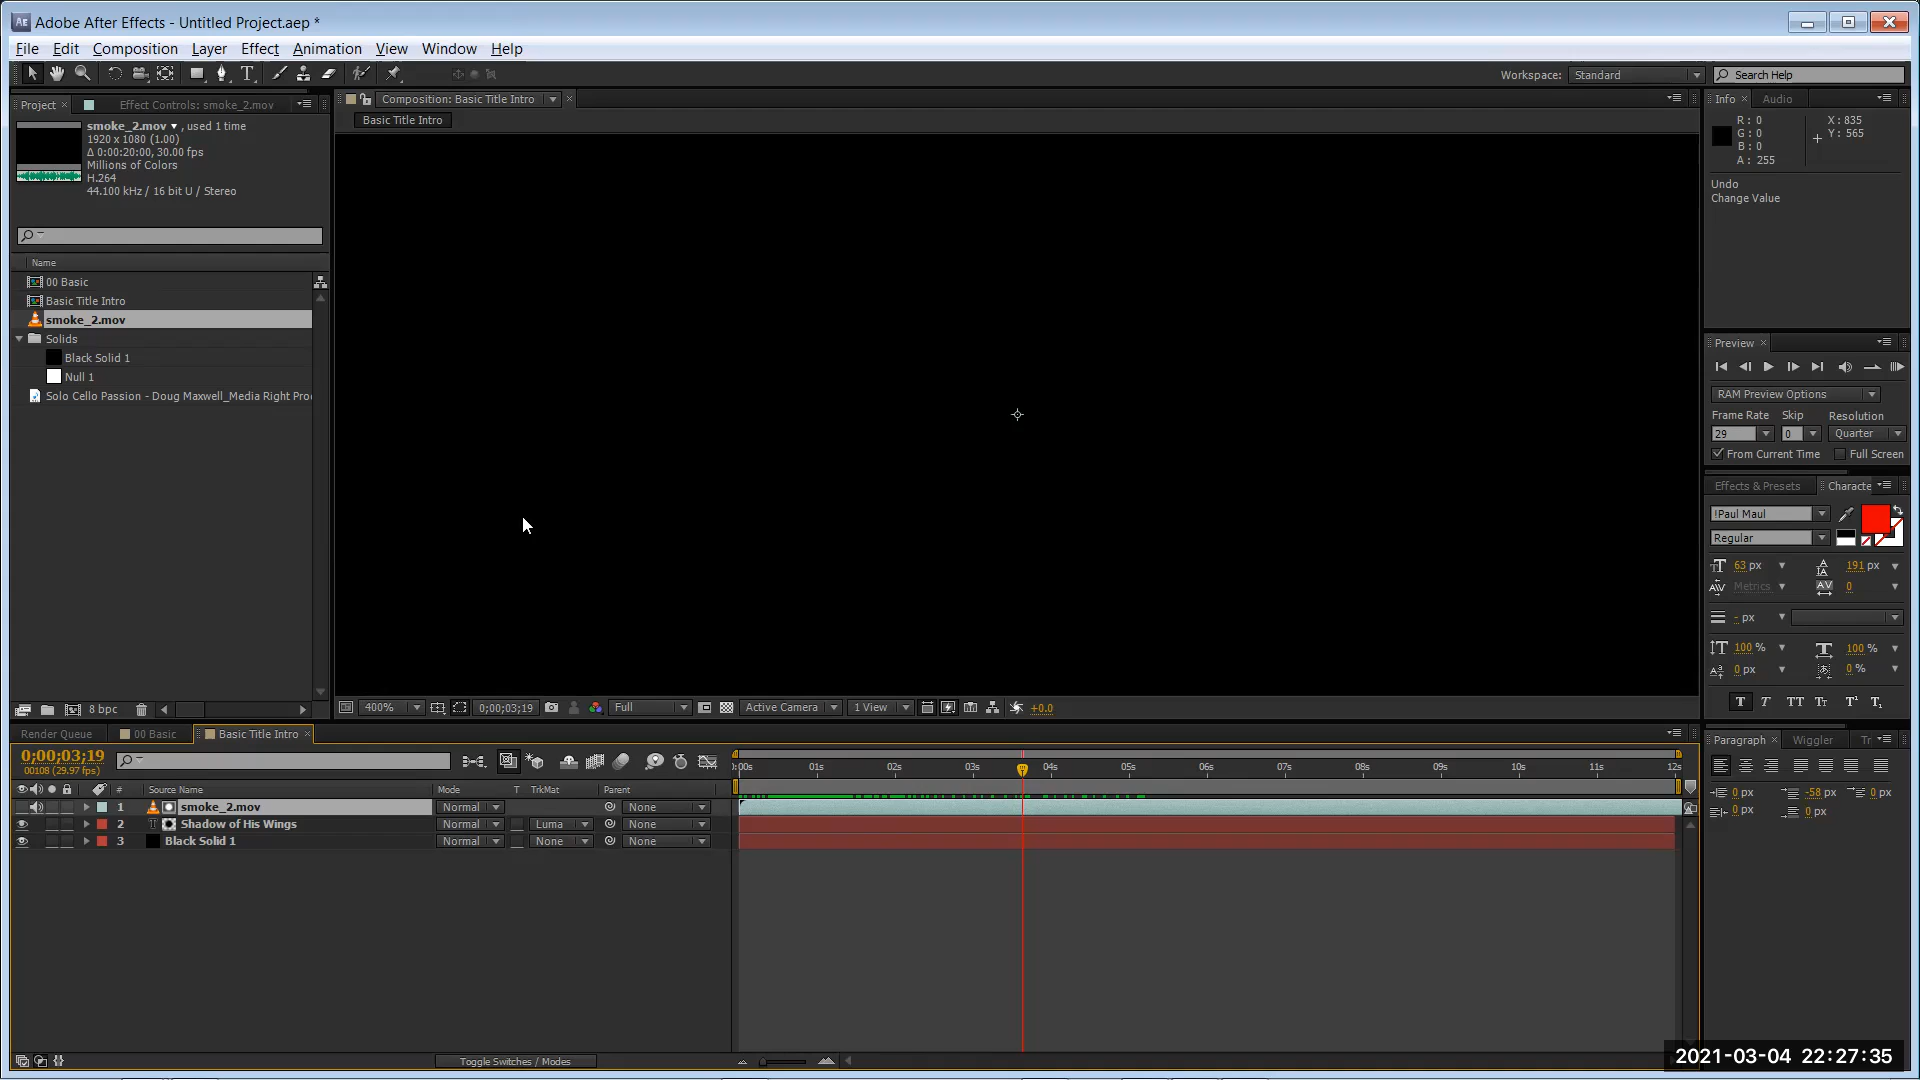 Adobe After Effects - Untitled Project.aep *
File Edit Composition Layer Effect Animation View Window Help
Workspace: Standard
Search Help
Project Effect Controls: smoke_2.mov
smoke_2.mov , used 1 time
1920 x 1080 (1.00)
Δ 0:00:20:00, 30.00 fps
Millions of Colors
H.264
44.100 kHz / 16 bit U / Stereo
Name
00 Basic
Basic Title Intro
smoke_2.mov
Solids
Black Solid 1
Null 1
Solo Cello Passion - Doug Maxwell_Media Right Pro
8 bpc
Composition: Basic Title Intro
Basic Title Intro
400% 0;00;03;19 Full Active Camera 1 View +0.0
Info Audio
R : 0 X : 835
G : 0 Y : 565
B : 0
A : 255
Undo
Change Value
Preview
RAM Preview Options
Frame Rate Skip Resolution
29 0 Quarter
From Current Time Full Screen
Effects & Presets Characte
!Paul Maul
Regular
63 px 191 px
Metrics 0
- px
100 % 100 %
0 px 0 %
T T TT Tт T¹ T₁
Paragraph Wiggler Tr
0 px -58 px 0 px
0 px 0 px
Render Queue 00 Basic Basic Title Intro
0;00;03;19
00108 (29.97 fps)
# Source Name Mode T TrkMat Parent
:00s 01s 02s 03s 04s 05s 06s 07s 08s 09s 10s 11s 12s
1 smoke_2.mov Normal None
2 Shadow of His Wings Normal Luma None
3 Black Solid 1 Normal None None
Toggle Switches / Modes
2021-03-04 22:27:35